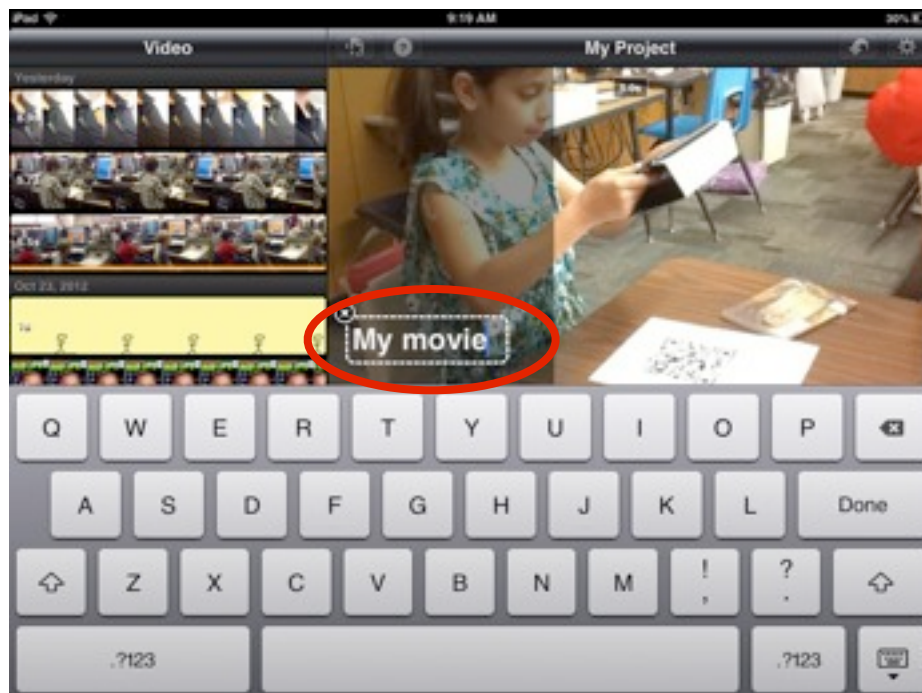 iPad 9:19 AM 30%
Video My Project
Yesterday
Oct 23, 2012
My movie
Q W E R T Y U I O P
A S D F G H J K L Done
Z X C V B N M ! , ? .
.?123 .?123